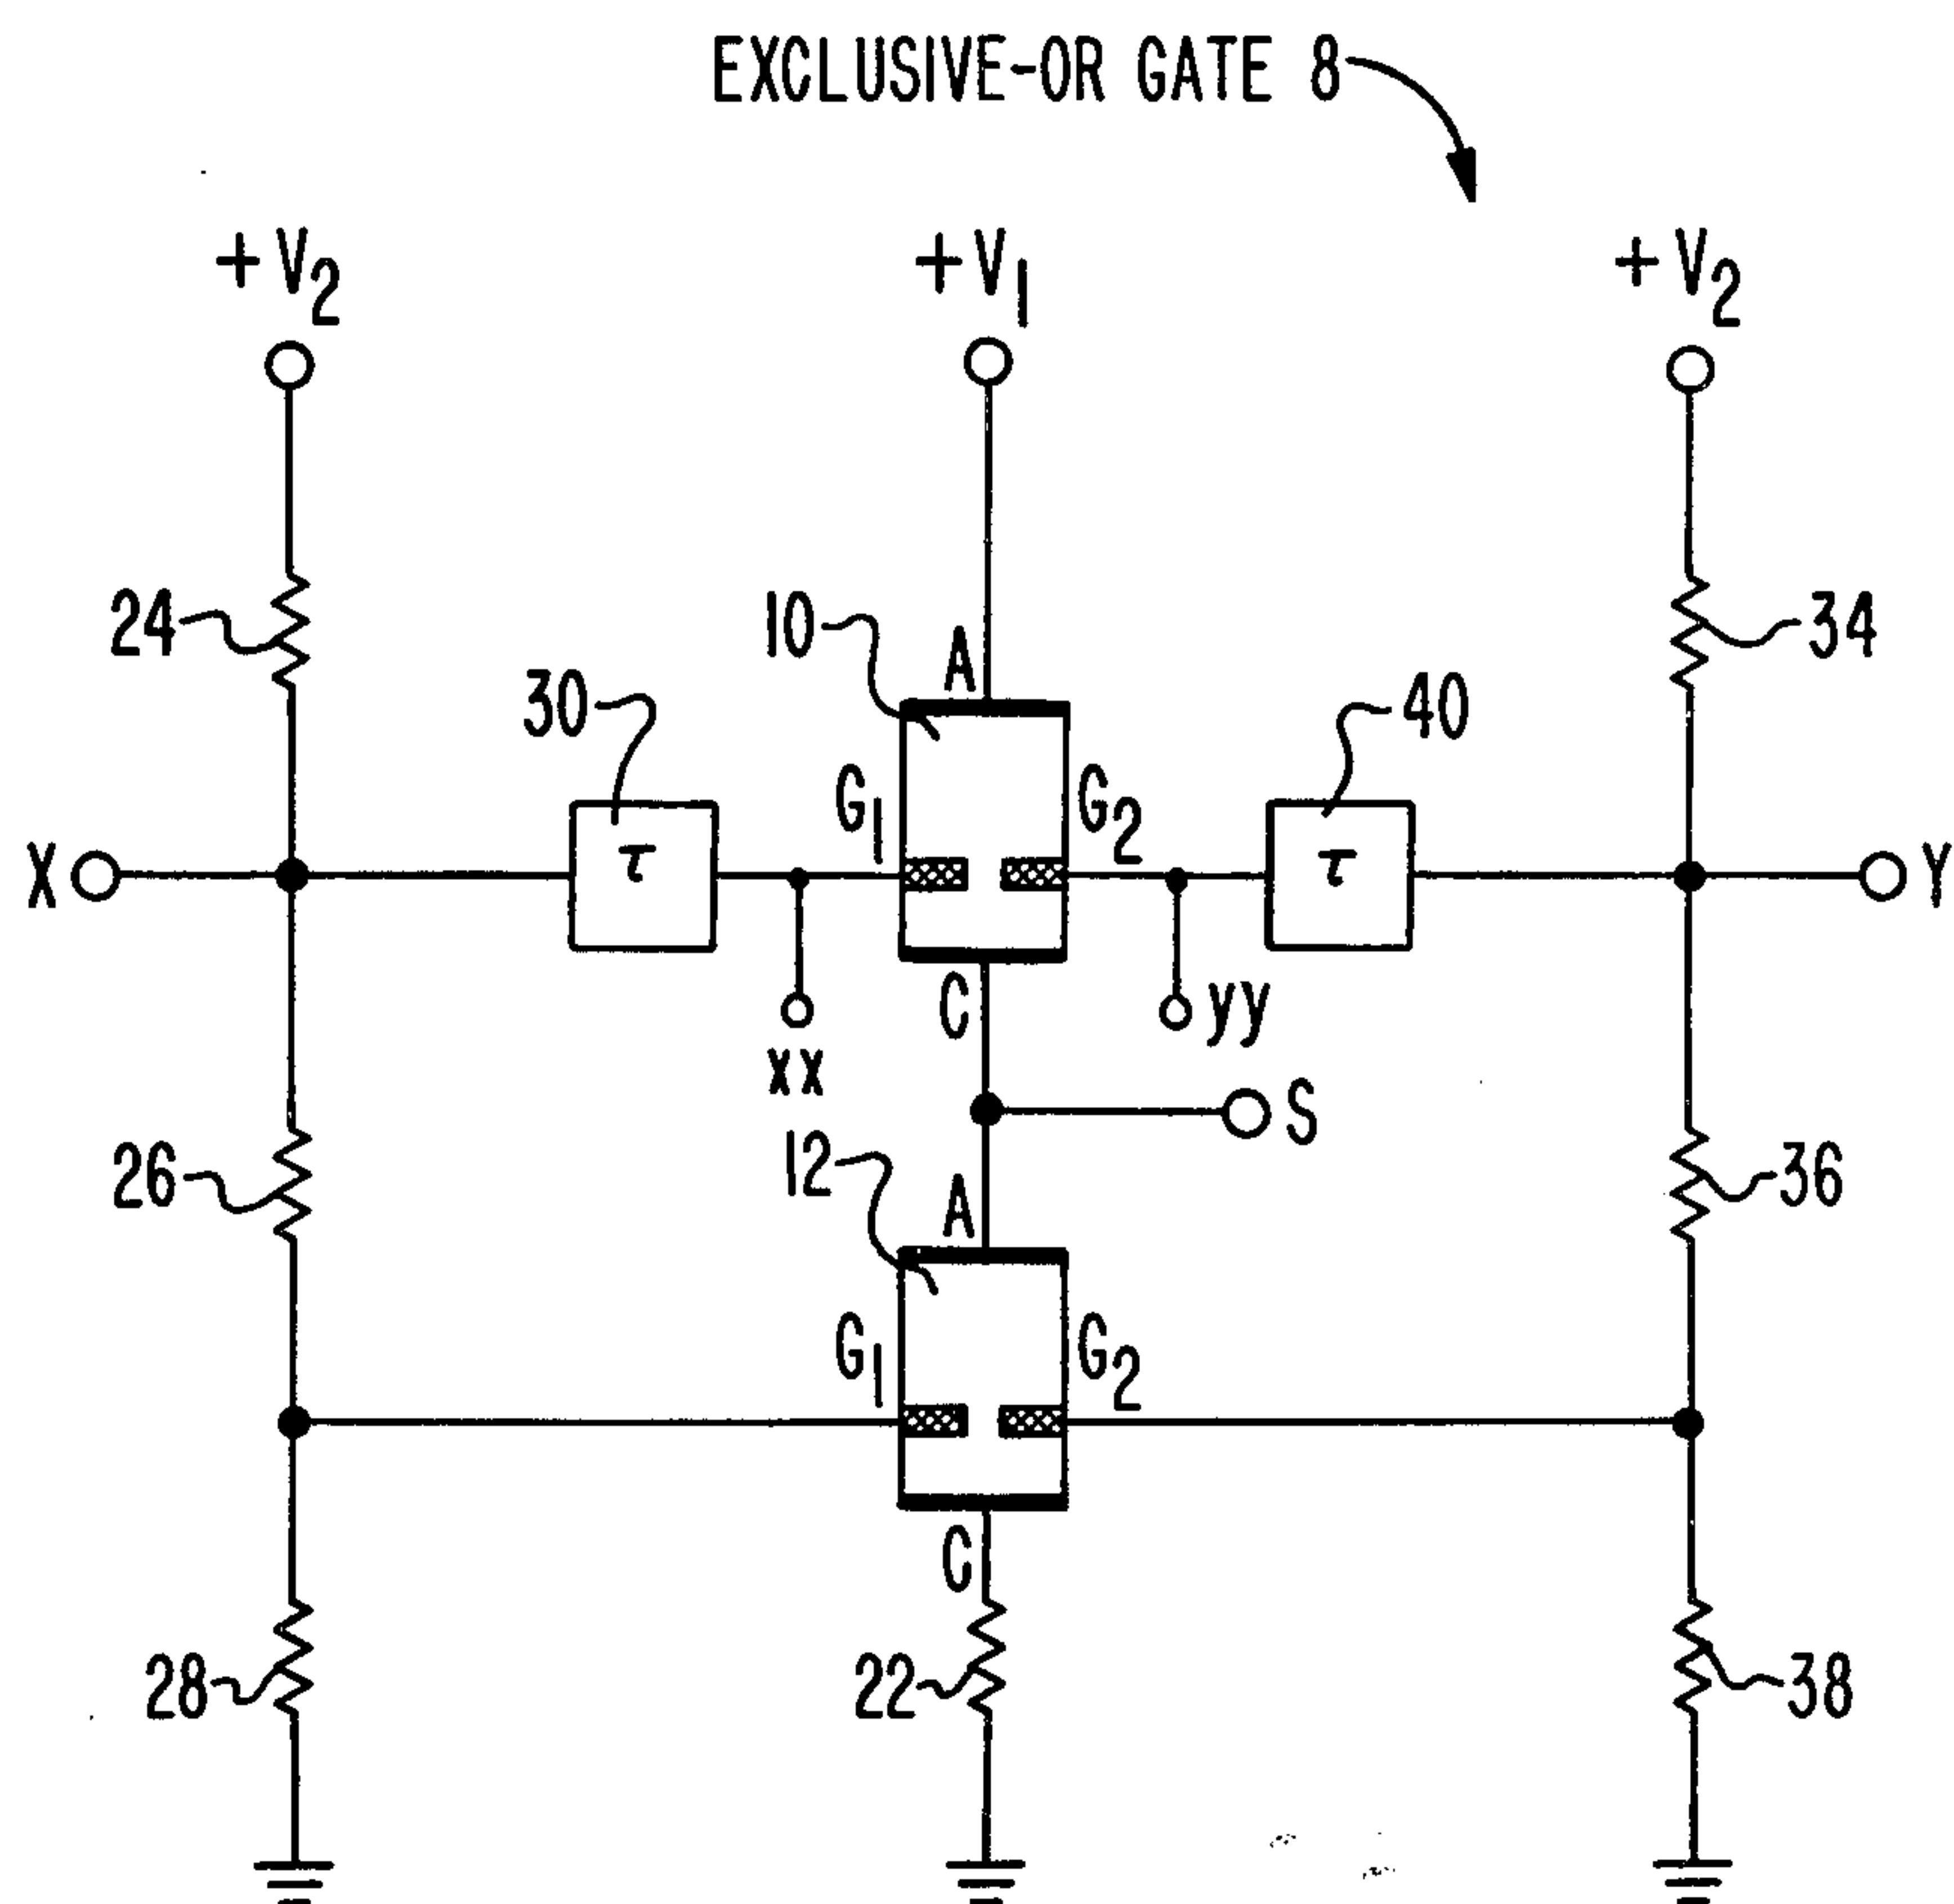 EXCLUSIVE-OR GATE 8
+V2
+V1
+V2
24
10
A
34
30
40
G1
G2
X
τ
τ
Y
C
xx
yy
S
12
26
A
36
G1
G2
C
28
22
38